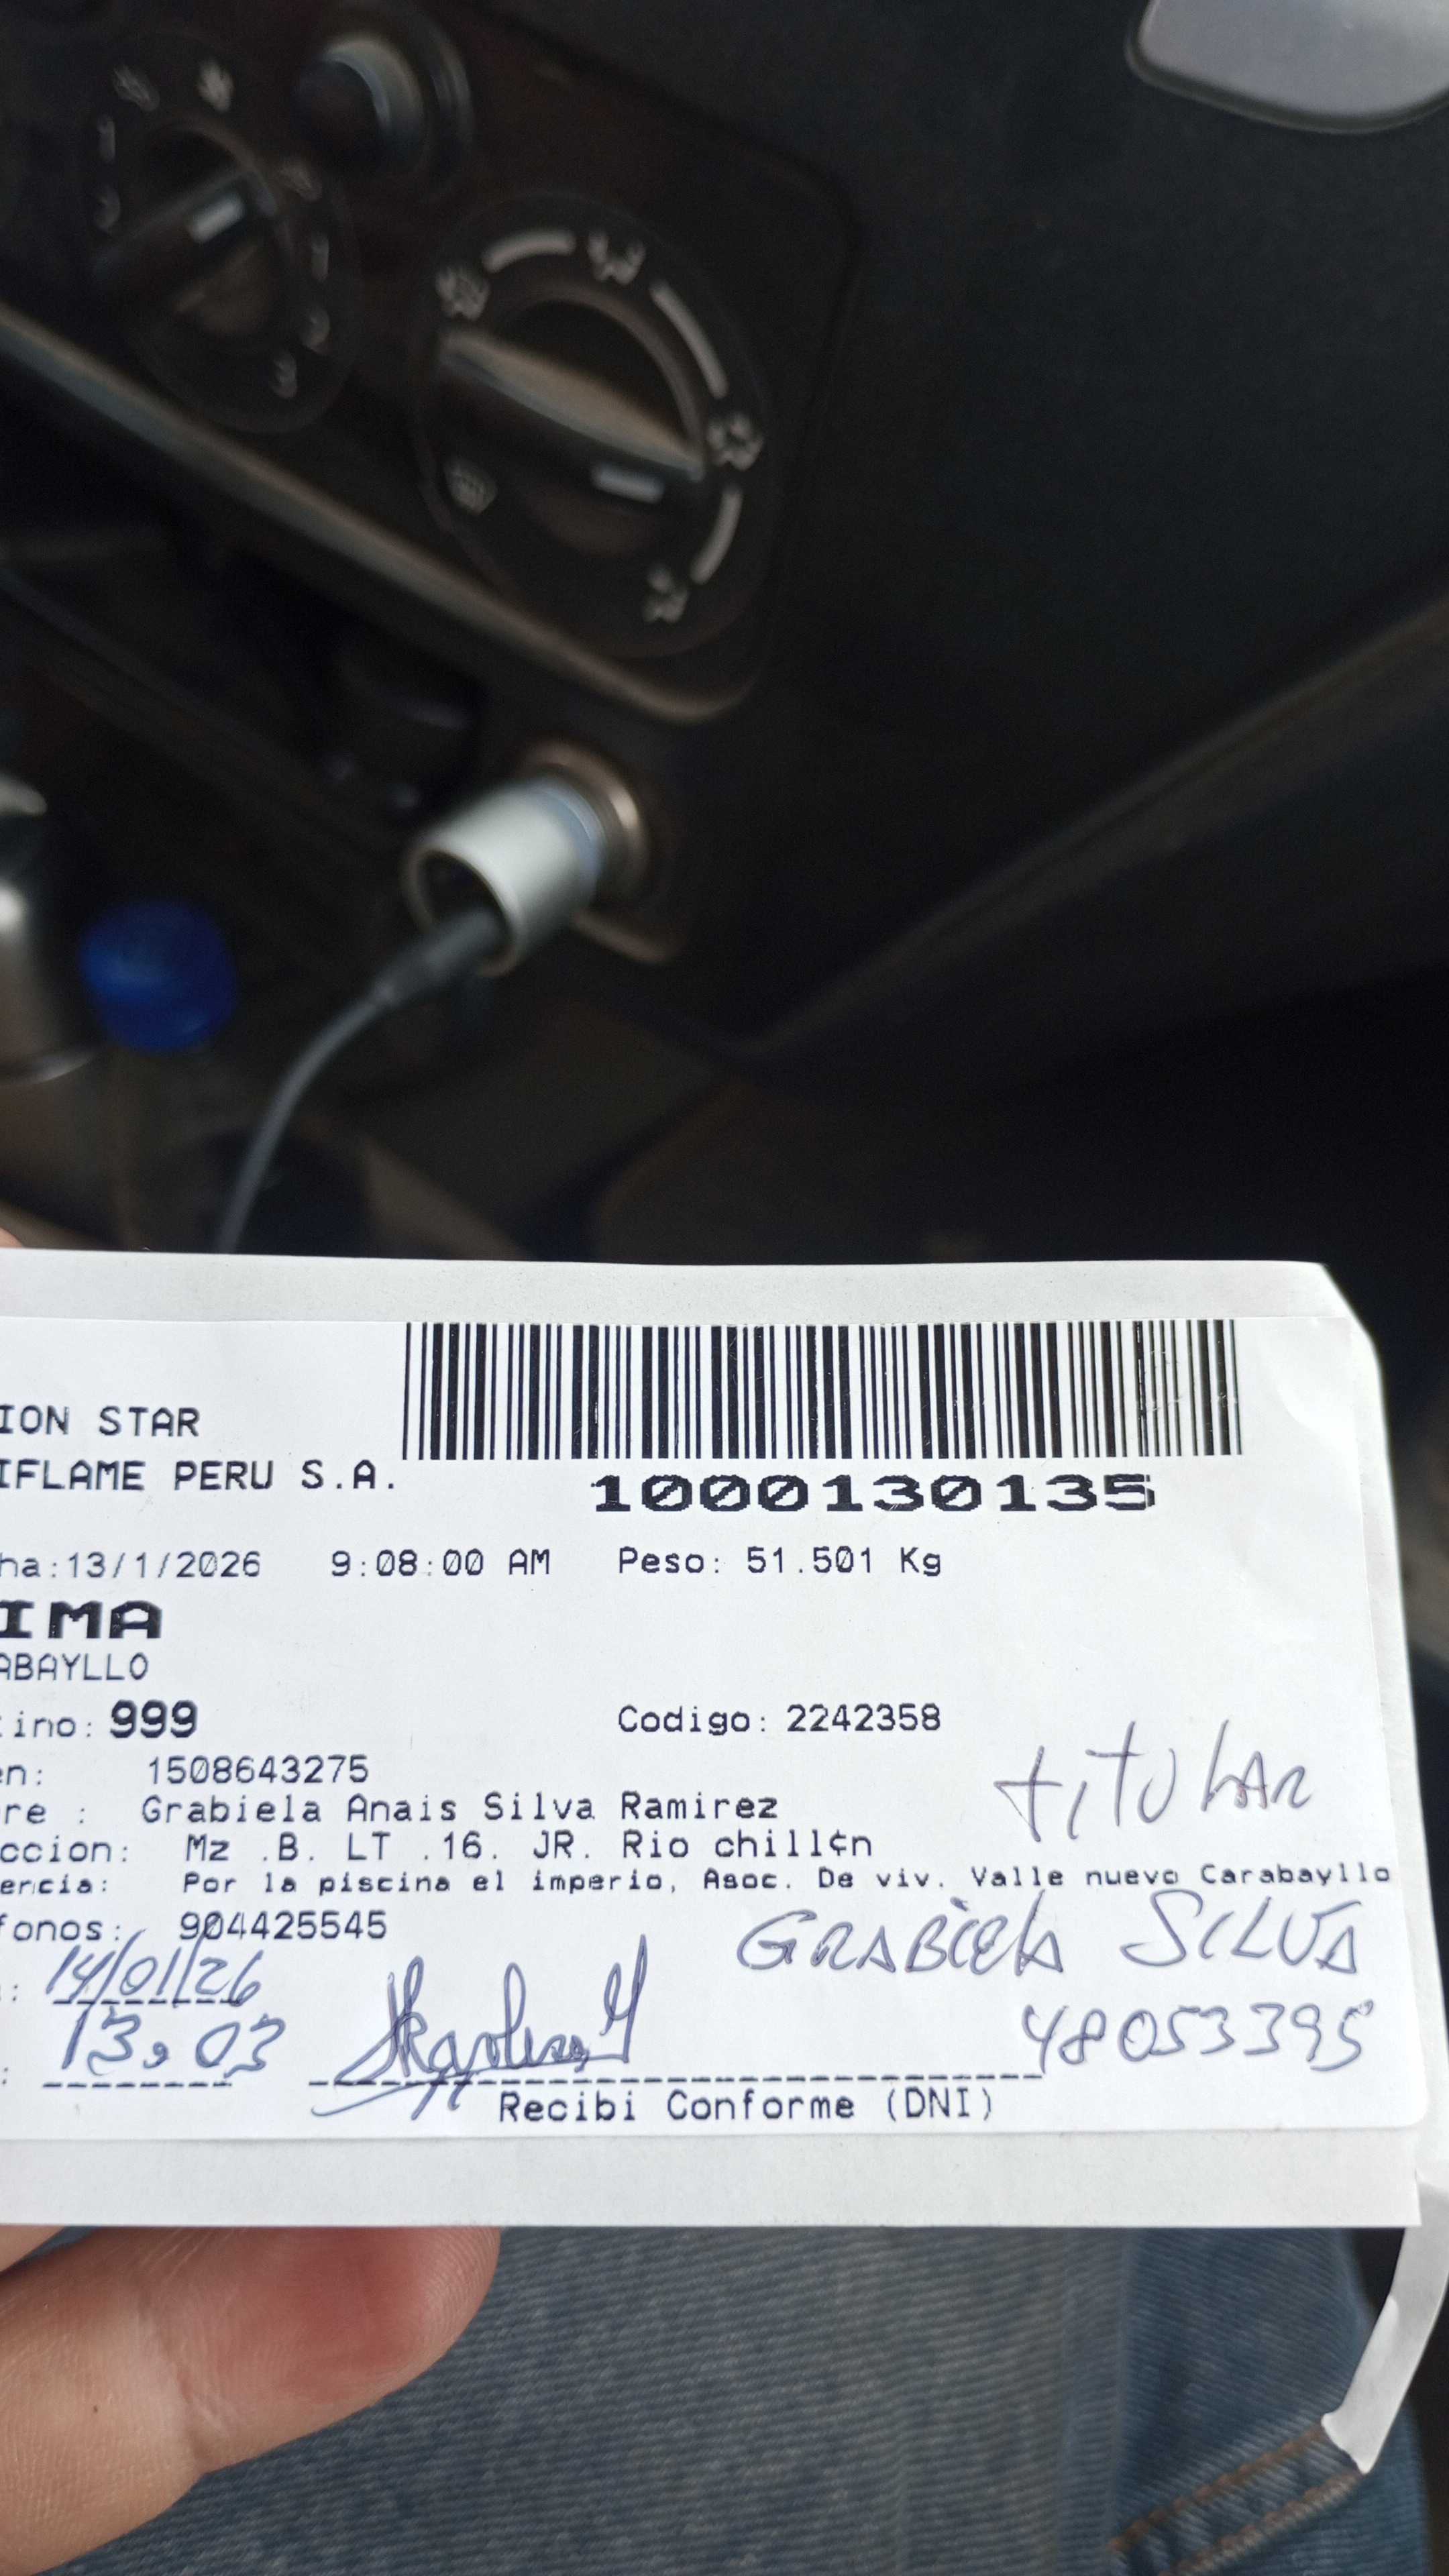 ION STAR
IFLAME PERU S.A.
1000130135
ha:13/1/2026 9:08:00 AM Peso: 51.501 Kg
IMA
ABAYLLO
tino: 999 Codigo: 2242358
en: 1508643275
titular
re : Grabiela Anais Silva Ramirez
ccion: Mz .B. LT .16. JR. Rio chill¢n
encia: Por la piscina el imperio, Asoc. De viv. Valle nuevo Carabayllo
fonos: 904425545
GRABiela SILVA
: 14/01/26
48053395
: 13:03
Recibi Conforme (DNI)